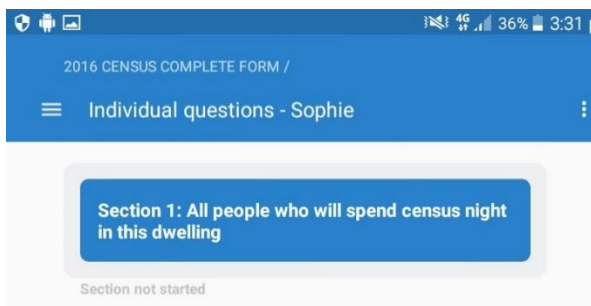 4G 36% 3:31
2016 CENSUS COMPLETE FORM /
Individual questions - Sophie
Section 1: All people who will spend census night
in this dwelling
Section not started